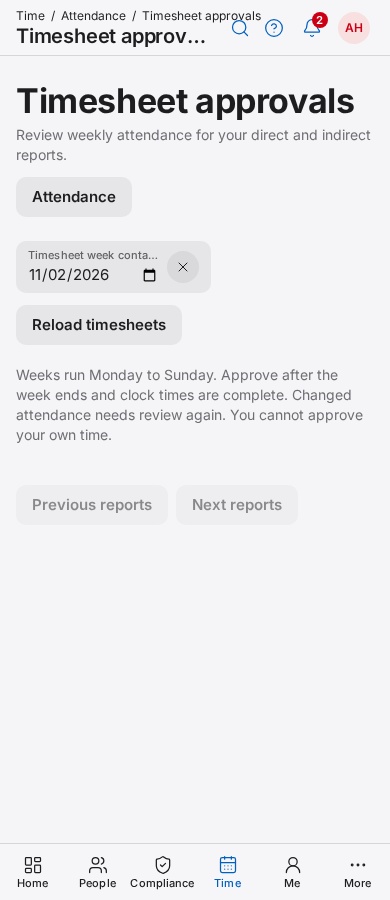 Time / Attendance / Timesheet approvals
Timesheet approv...
2
AH
Timesheet approvals
Review weekly attendance for your direct and indirect
reports.
Attendance
Timesheet week conta...
11/02/2026
Reload timesheets
Weeks run Monday to Sunday. Approve after the
week ends and clock times are complete. Changed
attendance needs review again. You cannot approve
your own time.
Previous reports Next reports
Home People Compliance Time Me More